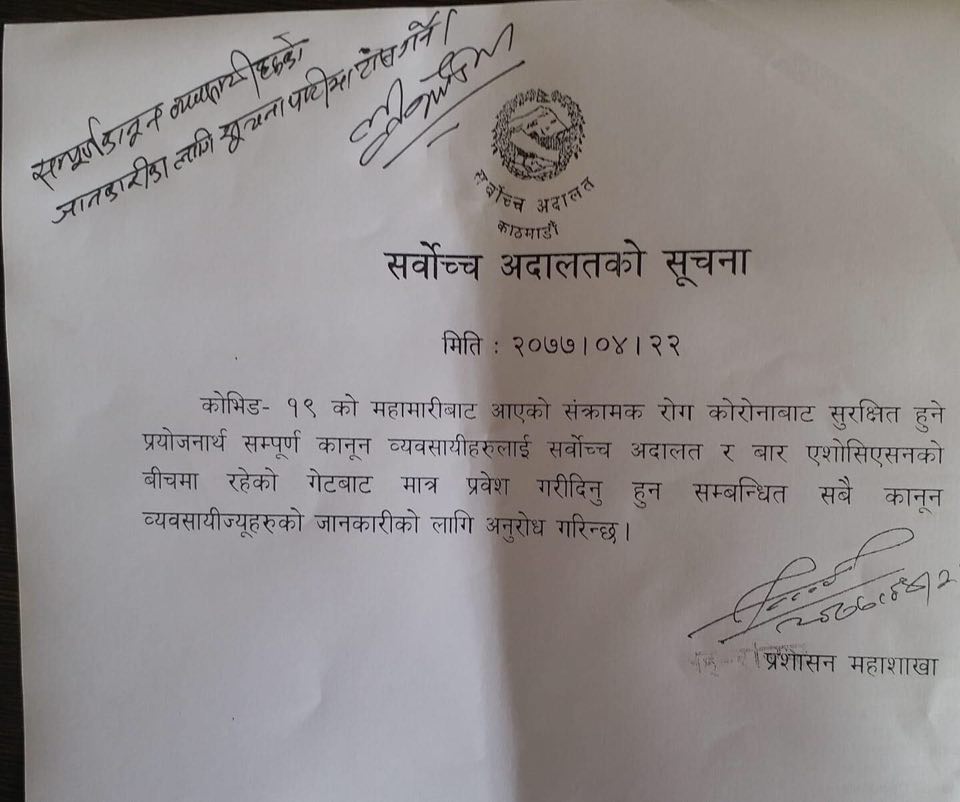 सम्पूर्ण कानून व्यवसायी हरुको
जानकारीका लागि सूचना पाटीमा टाँस गर्ने।
सर्वोच्च अदालत
काठमाडौं
सर्वोच्च अदालतको सूचना
मिति : २०७७।०४।२२
कोभिड- १९ को महामारीबाट आएको संक्रामक रोग कोरोनाबाट सुरक्षित हुने
प्रयोजनार्थ सम्पूर्ण कानून व्यवसायीहरुलाई सर्वोच्च अदालत र बार एशोसिएसनको
बीचमा रहेको गेटबाट मात्र प्रवेश गरीदिनु हुन सम्बन्धित सबै कानून
व्यवसायीज्यूहरुको जानकारीको लागि अनुरोध गरिन्छ।
प्रशासन महाशाखा